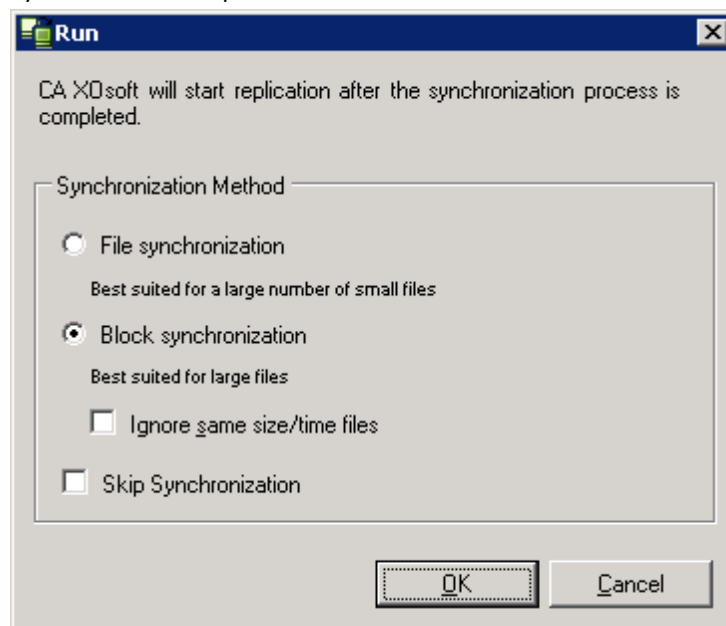 Run
CA XOsoft will start replication after the synchronization process is
completed.
Synchronization Method
File synchronization
Best suited for a large number of small files
Block synchronization
Best suited for large files
Ignore same size/time files
Skip Synchronization
OK Cancel